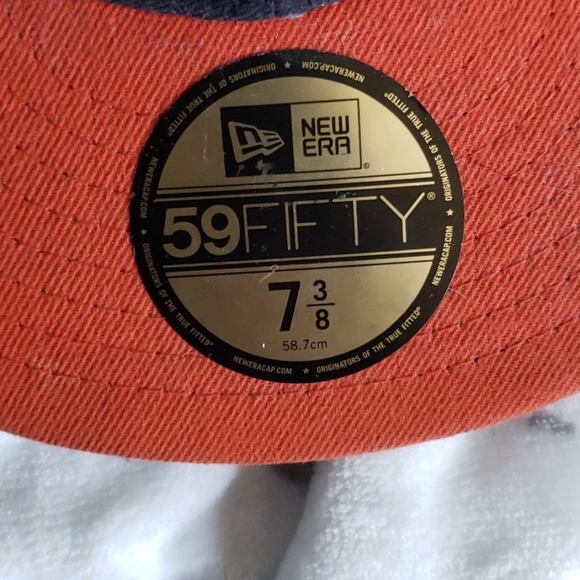 NEWERACAP.COM ★ ORIGINATORS OF THE TRUE FITTED® ★ NEWERACAP.COM ★ ORIGINATORS OF THE TRUE FITTED® ★ NEWERACAP.COM ★ ORIGINATORS OF THE TRUE FITTED® ★ NEWERACAP.COM ★ ORIGINATORS OF THE TRUE FITTED®
NEW
ERA®
59FIFTY®
7 3/8
58.7cm